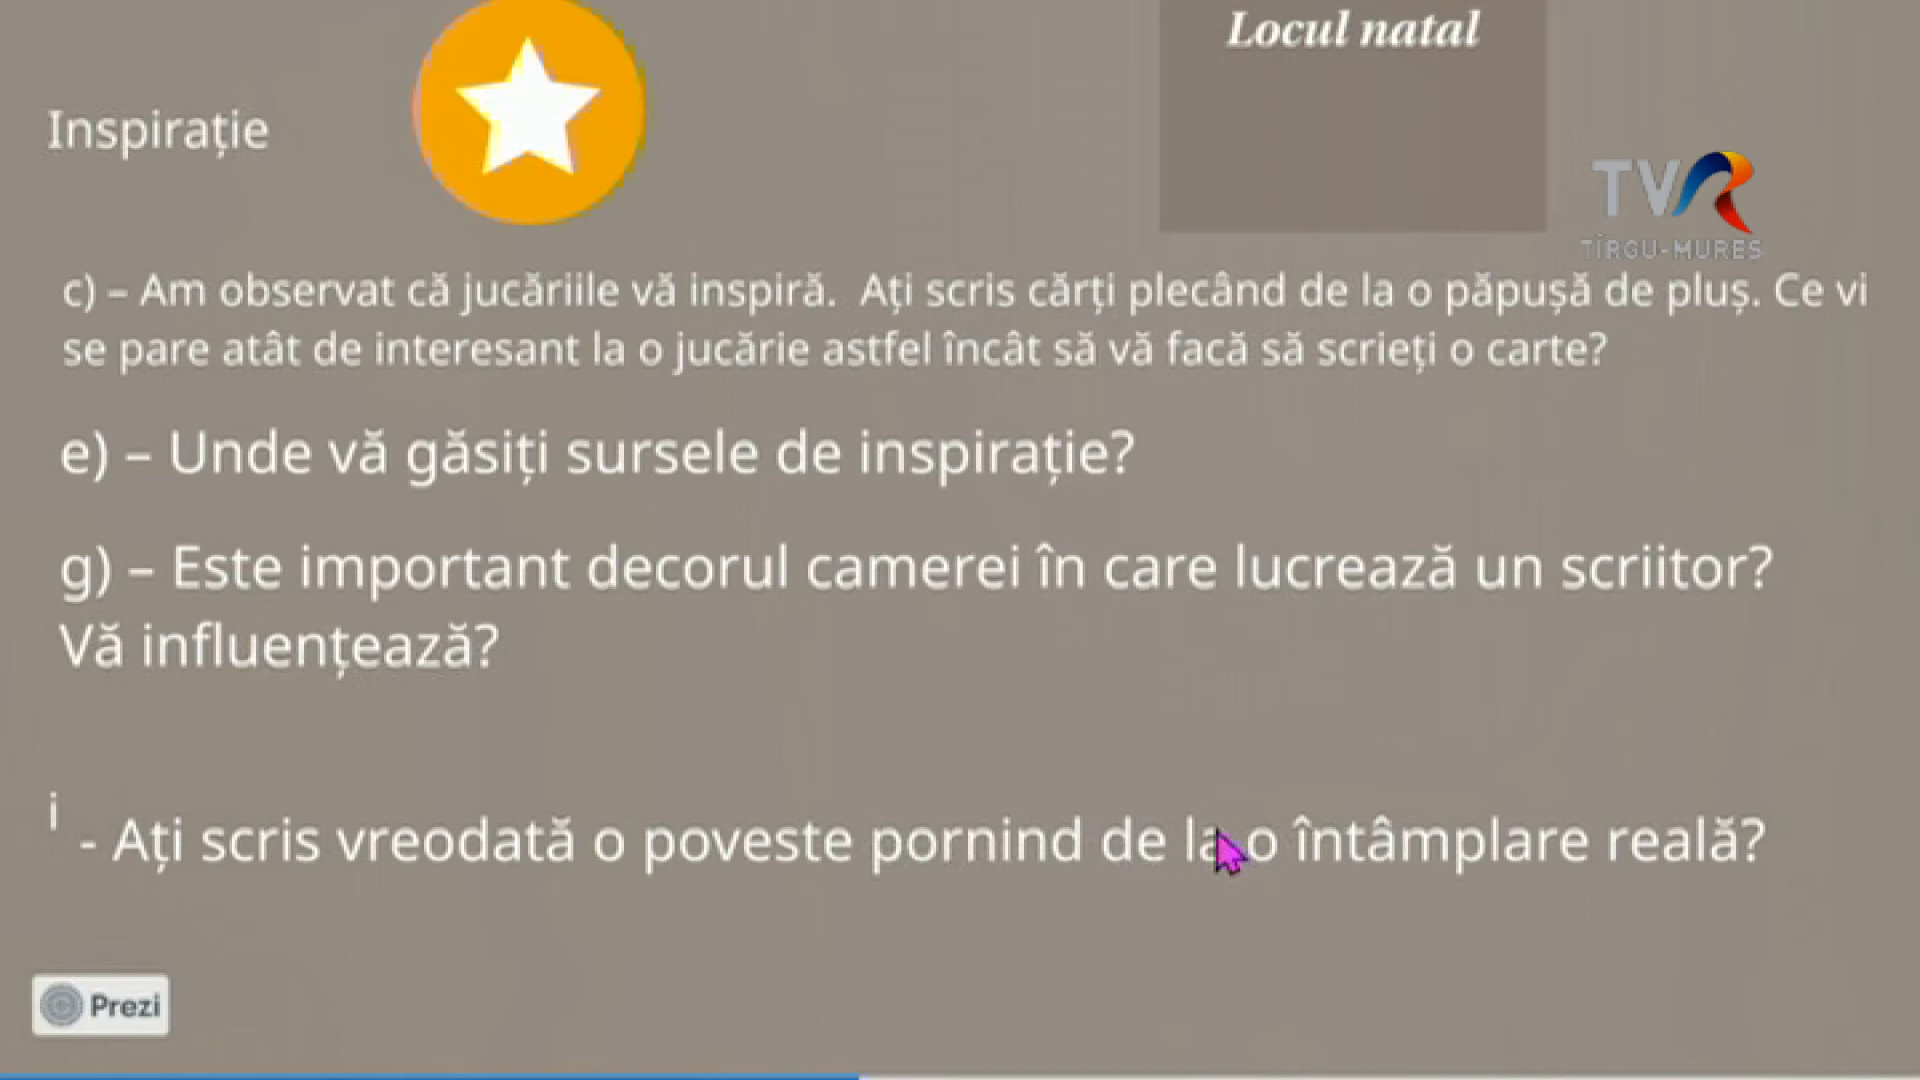 Locul natal
Inspirație
TVR
TÎRGU-MUREȘ
c) – Am observat că jucăriile vă inspiră. Ați scris cărți plecând de la o păpușă de pluș. Ce vi
se pare atât de interesant la o jucărie astfel încât să vă facă să scrieți o carte?
e) – Unde vă găsiți sursele de inspirație?
g) – Este important decorul camerei în care lucrează un scriitor?
Vă influențează?
i
- Ați scris vreodată o poveste pornind de la o întâmplare reală?
Prezi